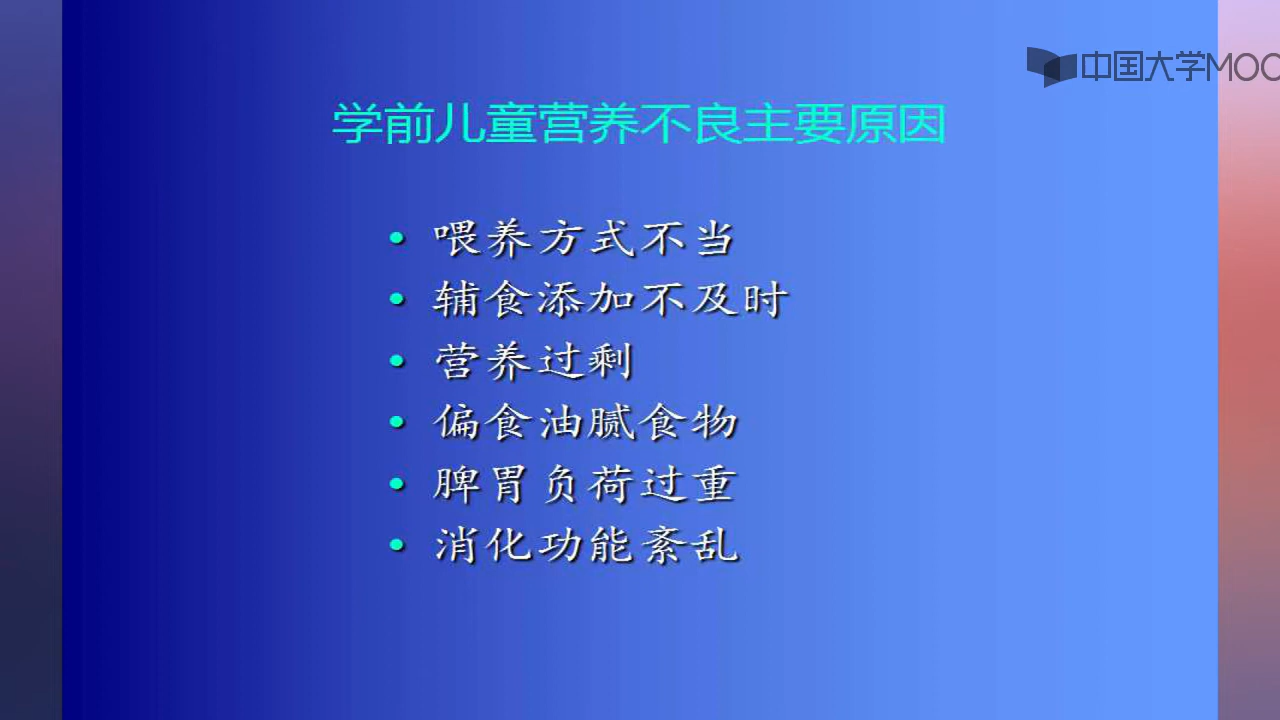 中国大学MOO
学前儿童营养不良主要原因
• 喂养方式不当
• 辅食添加不及时
• 营养过剩
• 偏食油腻食物
• 脾胃负荷过重
• 消化功能紊乱